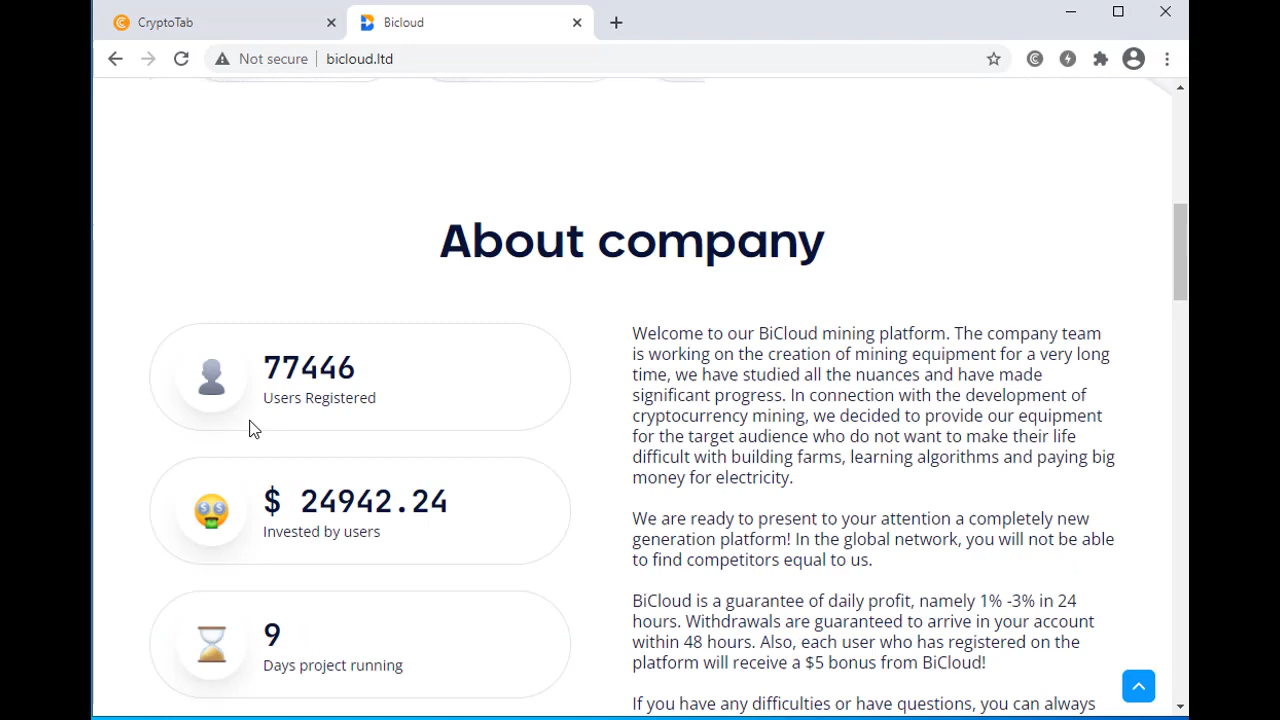 CryptoTab
Bicloud
Not secure
bicloud.ltd
About company
77446
Users Registered
$ 24942.24
Invested by users
9
Days project running
Welcome to our BiCloud mining platform. The company team
is working on the creation of mining equipment for a very long
time, we have studied all the nuances and have made
significant progress. In connection with the development of
cryptocurrency mining, we decided to provide our equipment
for the target audience who do not want to make their life
difficult with building farms, learning algorithms and paying big
money for electricity.
We are ready to present to your attention a completely new
generation platform! In the global network, you will not be able
to find competitors equal to us.
BiCloud is a guarantee of daily profit, namely 1% -3% in 24
hours. Withdrawals are guaranteed to arrive in your account
within 48 hours. Also, each user who has registered on the
platform will receive a $5 bonus from BiCloud!
If you have any difficulties or have questions, you can always